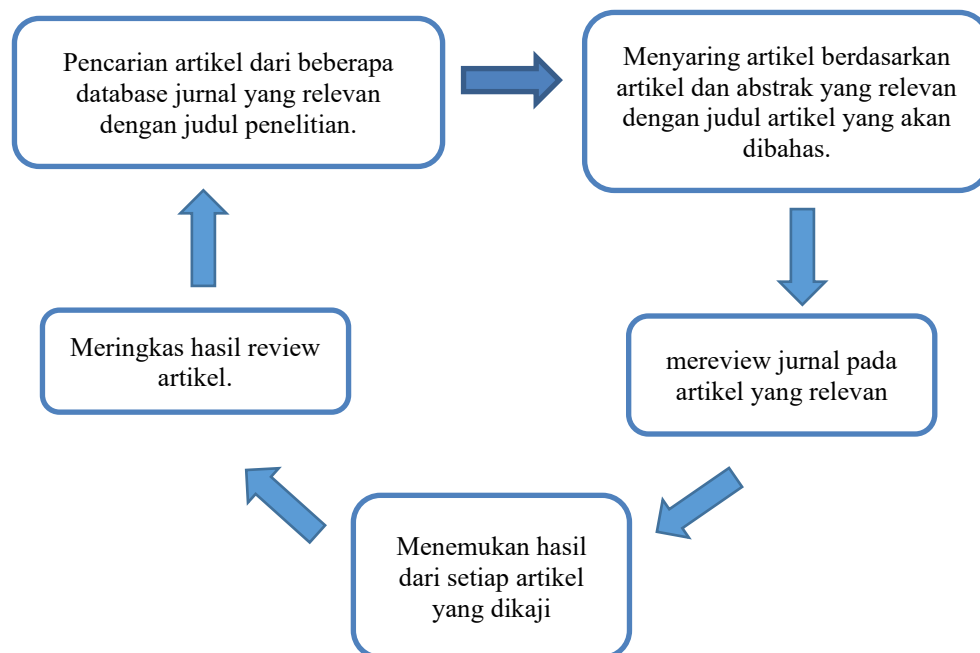 Pencarian artikel dari beberapa
database jurnal yang relevan
dengan judul penelitian.
Menyaring artikel berdasarkan
artikel dan abstrak yang relevan
dengan judul artikel yang akan
dibahas.
mereview jurnal pada
artikel yang relevan
Menemukan hasil
dari setiap artikel
yang dikaji
Meringkas hasil review
artikel.